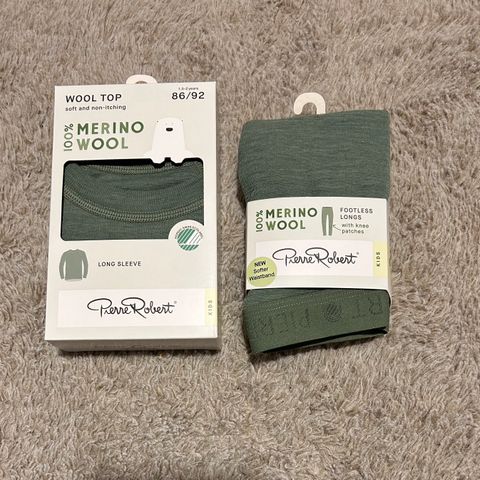 WOOL TOP
soft and non-itching
1.5-2 years
86/92
100%
MERINO
WOOL
LONG SLEEVE
Pierre Robert
KIDS
100%
MERINO
WOOL
FOOTLESS
LONGS
with knee
patches
Pierre Robert
KIDS
NEW
Softer
Waistband